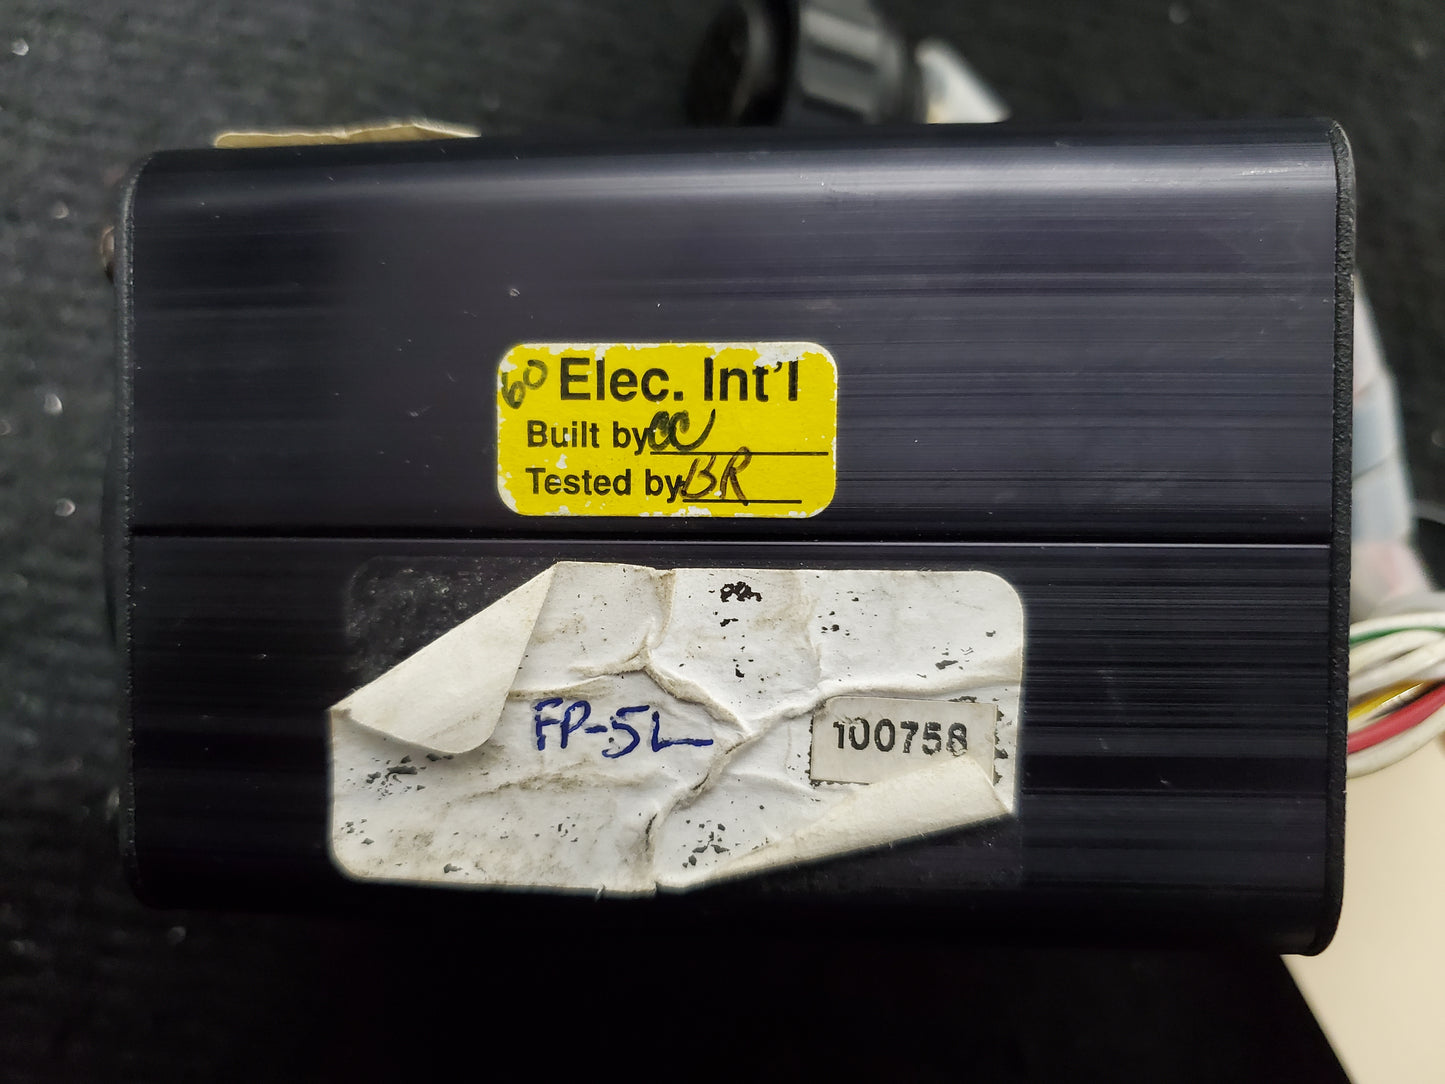 60 Elec. Int'l
Built by CC
Tested by BR
FP-5L
100758